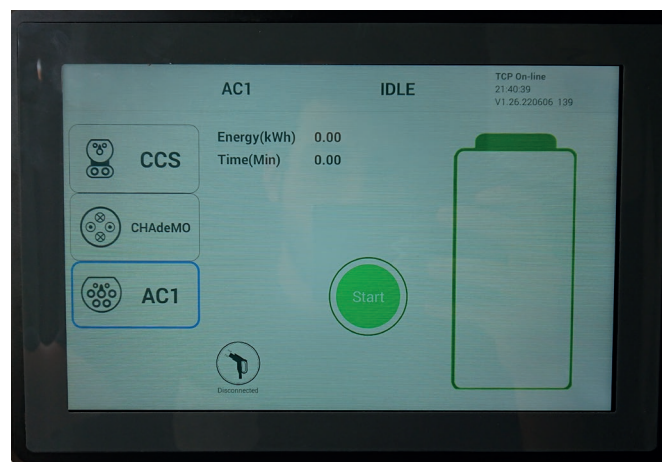 AC1 IDLE TCP On-line
21:40:39
V1.26.220606 139
CCS
CHAdeMO
AC1
Energy(kWh) 0.00
Time(Min) 0.00
Start
Disconnected